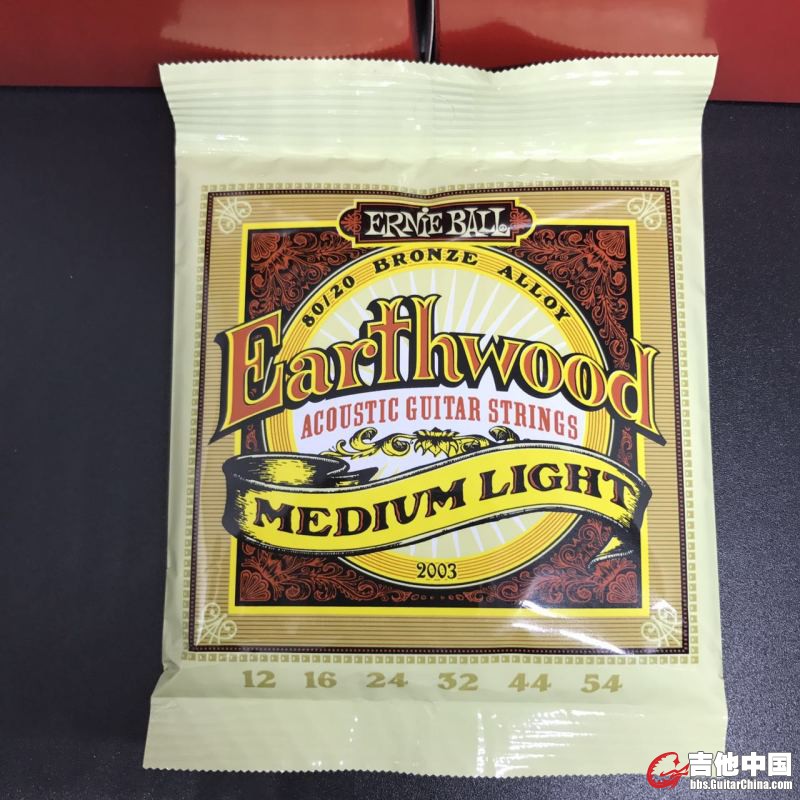 ERNIE BALL
80/20 BRONZE ALLOY
Earthwood
ACOUSTIC GUITAR STRINGS
MEDIUM LIGHT
2003
12 16 24 32 44 54
吉他中国
bbs.GuitarChina.com